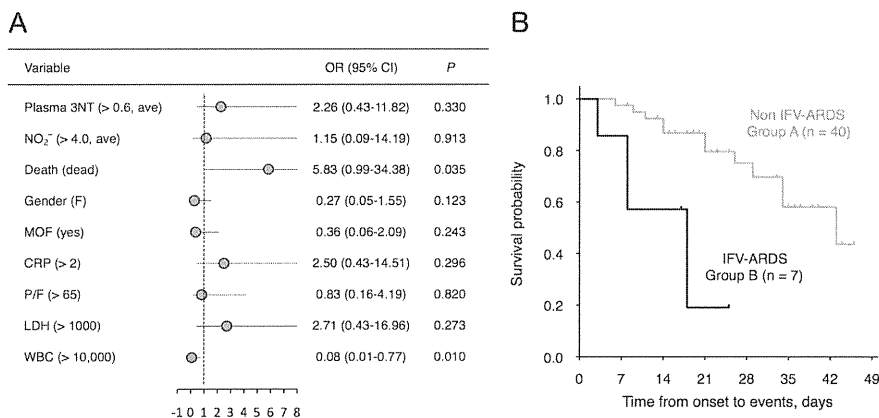 A
Variable OR (95% CI) P
Plasma 3NT (> 0.6, ave) 2.26 (0.43-11.82) 0.330
NO₂⁻ (> 4.0, ave) 1.15 (0.09-14.19) 0.913
Death (dead) 5.83 (0.99-34.38) 0.035
Gender (F) 0.27 (0.05-1.55) 0.123
MOF (yes) 0.36 (0.06-2.09) 0.243
CRP (> 2) 2.50 (0.43-14.51) 0.296
P/F (> 65) 0.83 (0.16-4.19) 0.820
LDH (> 1000) 2.71 (0.43-16.96) 0.273
WBC (> 10,000) 0.08 (0.01-0.77) 0.010
-1 0 1 2 3 4 5 6 7 8
B
Survival probability
1.0
0.8
0.6
0.4
0.2
0.0
Non IFV-ARDS
Group A (n = 40)
IFV-ARDS
Group B (n = 7)
0 7 14 21 28 35 42 49
Time from onset to events, days